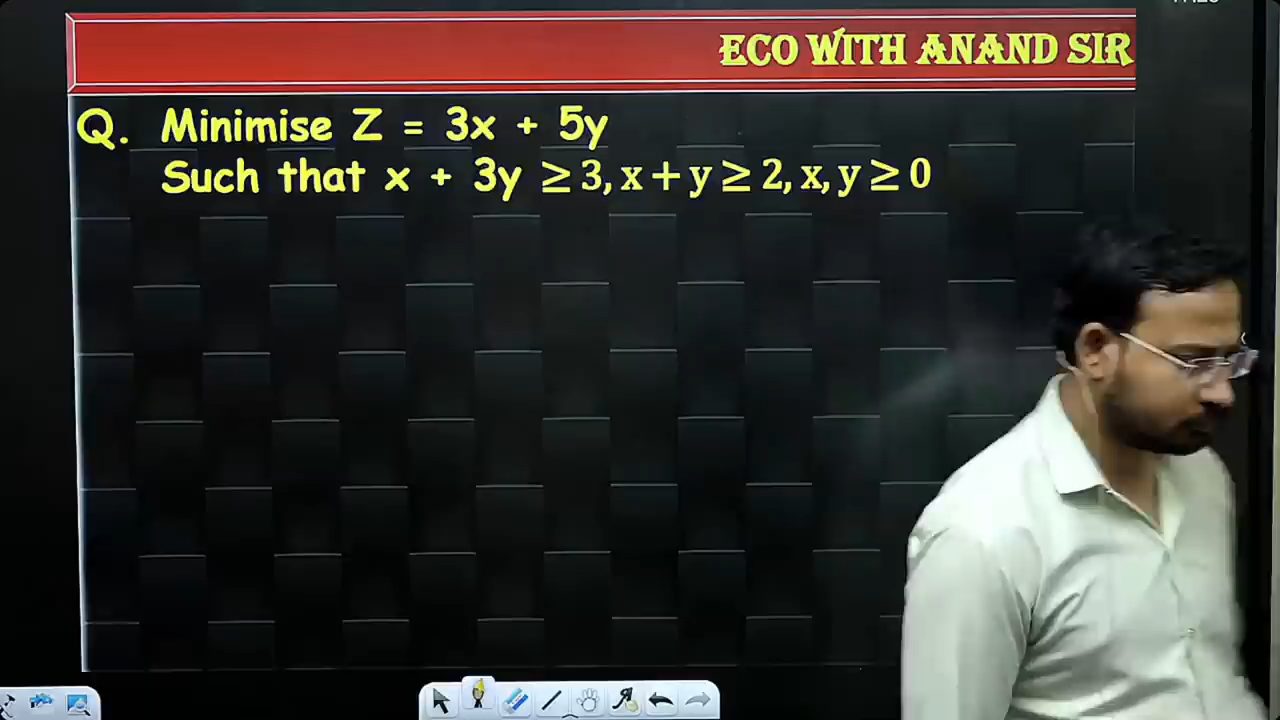 ECO WITH ANAND SIR
Q. Minimise Z = 3x + 5y
Such that x + 3y ≥ 3, x + y ≥ 2, x, y ≥ 0